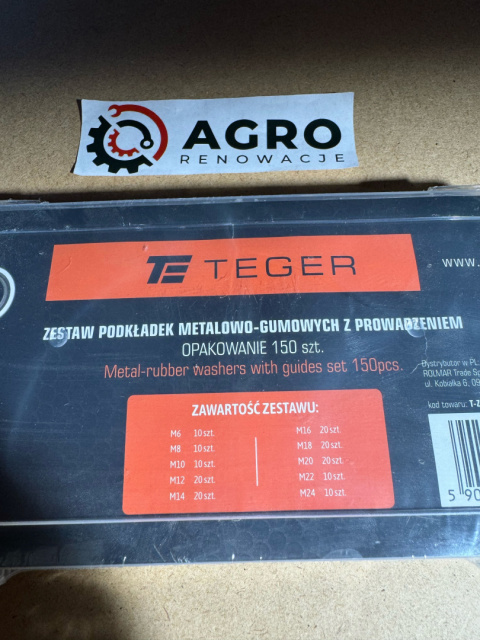 AGRO
RENOWACJE
www.
TE TEGER
ZESTAW PODKŁADEK METALOWO-GUMOWYCH Z PROWADZENIEM
OPAKOWANIE 150 szt.
Metal-rubber washers with guides set 150pcs.
Dystrybutor w PL
ROLMAR Trade Sp
ul. Kobiałka 6, 09
kod towaru: T-Z
ZAWARTOŚĆ ZESTAWU:
M6 10 szt.
M8 10 szt.
M10 10 szt.
M12 20 szt.
M14 20 szt.
M16 20 szt.
M18 20 szt.
M20 20 szt.
M22 10 szt.
M24 10 szt.
5 90